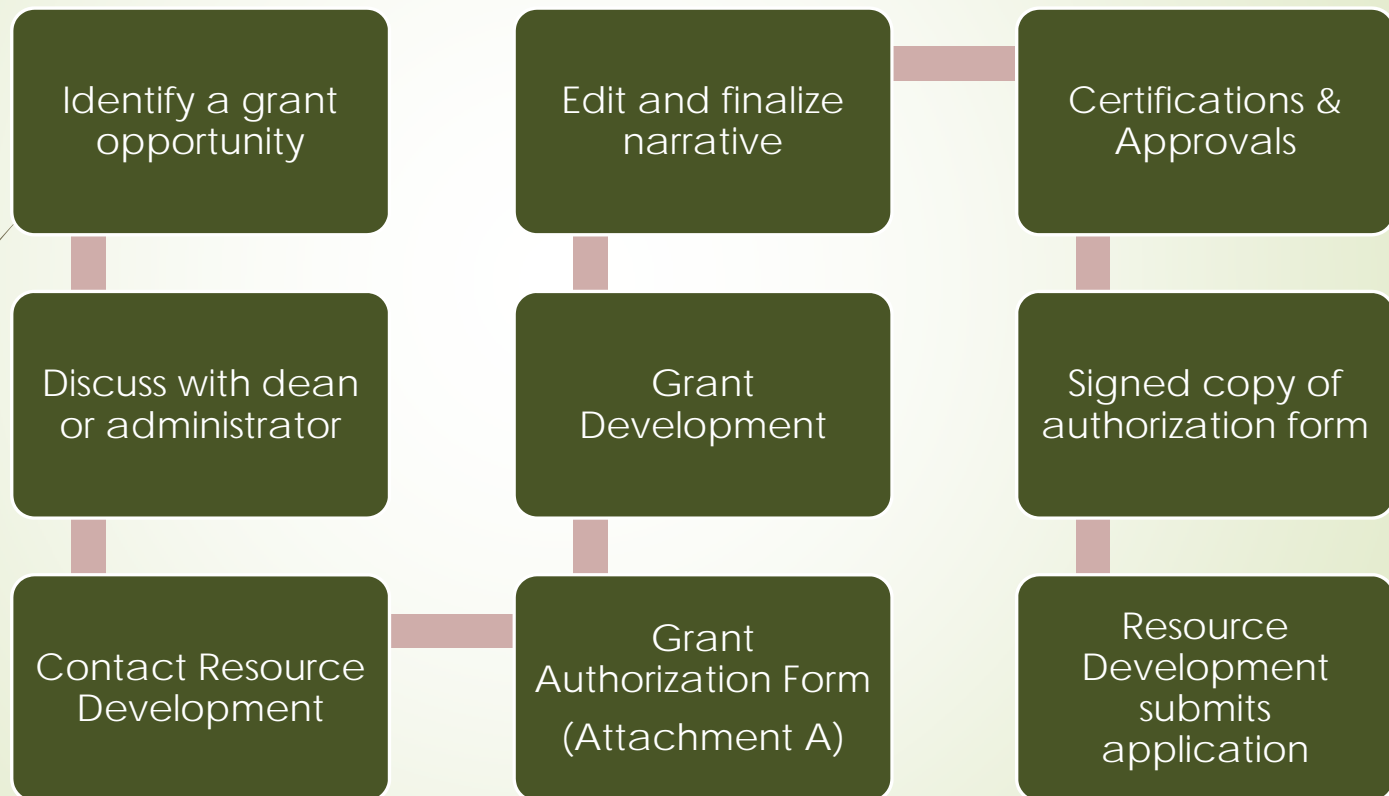 Identify a grant
opportunity
Discuss with dean
or administrator
Contact Resource
Development
Grant
Authorization Form
(Attachment A)
Grant
Development
Edit and finalize
narrative
Certifications &
Approvals
Signed copy of
authorization form
Resource
Development
submits
application